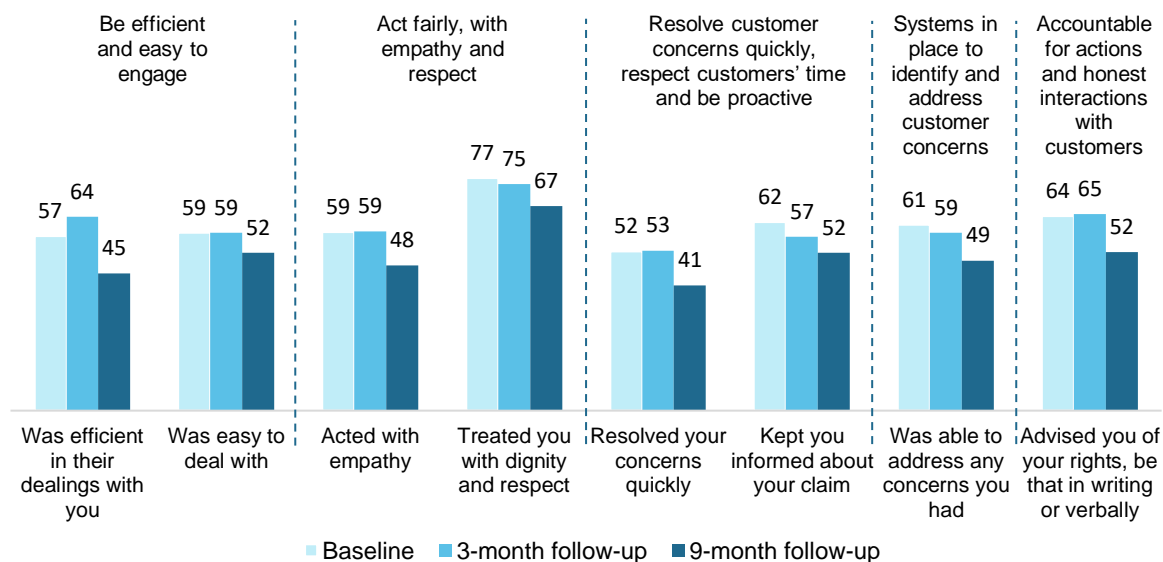 Be efficient
and easy to
engage
Act fairly, with
empathy and
respect
Resolve customer
concerns quickly,
respect customers' time
and be proactive
Systems in
place to
identify and
address
customer
concerns
Accountable
for actions
and honest
interactions
with
customers
57
64
45
59
59
52
59
59
48
77
75
67
52
53
41
62
57
52
61
59
49
64
65
52
Was efficient
in their
dealings with
you
Was easy to
deal with
Acted with
empathy
Treated you
with dignity
and respect
Resolved your
concerns
quickly
Kept you
informed about
your claim
Was able to
address any
concerns you
had
Advised you of
your rights, be
that in writing
or verbally
Baseline
3-month follow-up
9-month follow-up